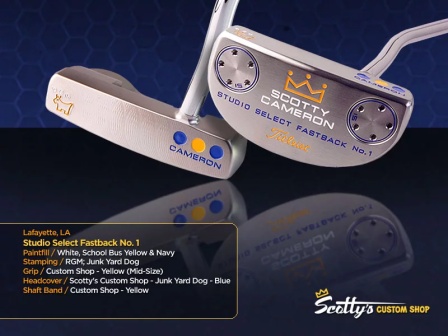 SCOTTY
CAMERON
STUDIO SELECT FASTBACK No.1
Titleist
CAMERON
Lafayette, LA
Studio Select Fastback No. 1
Paintfill / White, School Bus Yellow & Navy
Stamping / RGM; Junk Yard Dog
Grip / Custom Shop - Yellow (Mid-Size)
Headcover / Scotty's Custom Shop - Junk Yard Dog - Blue
Shaft Band / Custom Shop - Yellow
Scotty's CUSTOM SHOP